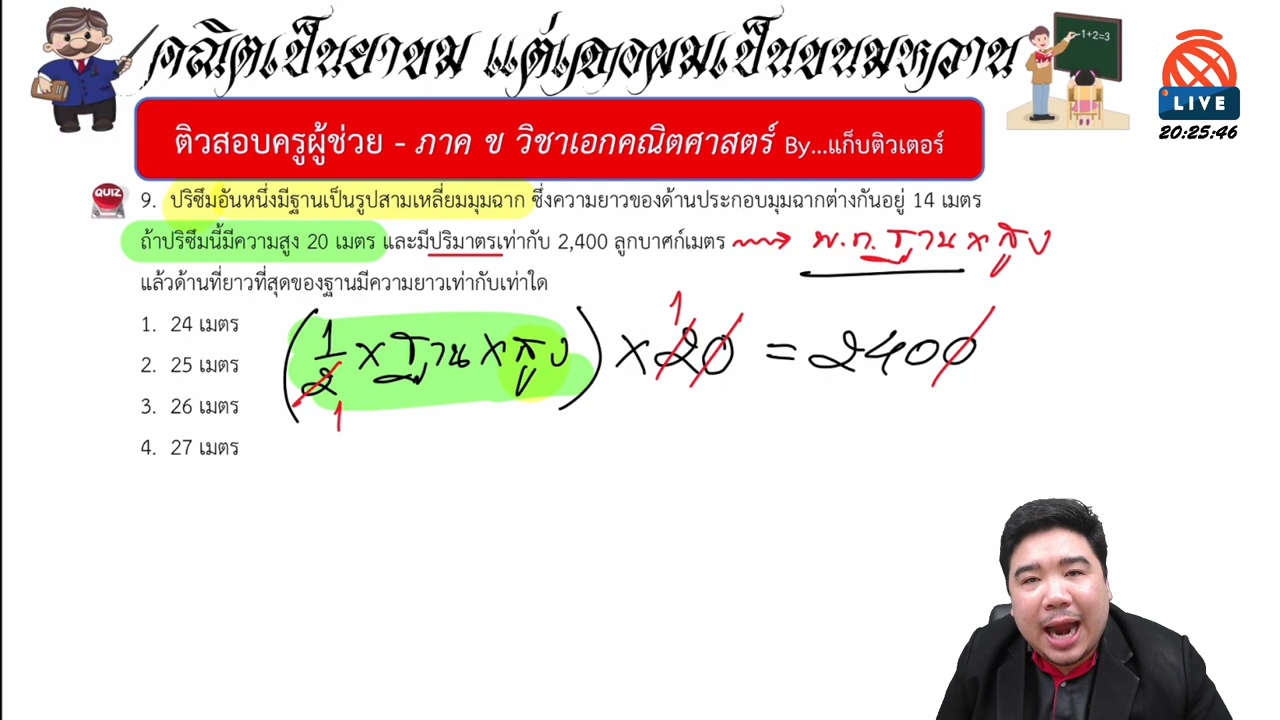 คณิตเป็นยาขม แต่เธอผมเป็นขนมหวาน
-1+2=3
LIVE
20:25:46
ติวสอบครูผู้ช่วย - ภาค ข วิชาเอกคณิตศาสตร์ By...แก็บติวเตอร์
QUIZ
9. ปริซึมอันหนึ่งมีฐานเป็นรูปสามเหลี่ยมมุมฉาก ซึ่งความยาวของด้านประกอบมุมฉากต่างกันอยู่ 14 เมตร
ถ้าปริซึมนี้มีความสูง 20 เมตร และมีปริมาตรเท่ากับ 2,400 ลูกบาศก์เมตร พ.ท.ฐาน × สูง
แล้วด้านที่ยาวที่สุดของฐานมีความยาวเท่ากับเท่าใด
1. 24 เมตร
2. 25 เมตร
3. 26 เมตร
4. 27 เมตร
1
(1/2 × ฐาน × สูง) × 20 = 2400
1